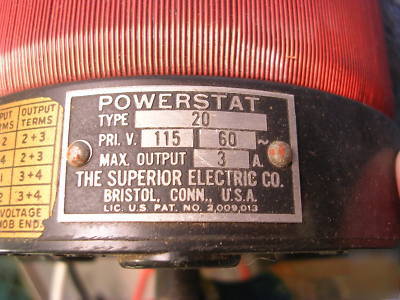 OUTPUT
TERMS
2+3
2+3
3+4
3+4
VOLTAGE
POWERSTAT
TYPE 20
PRI. V. 115 60 ~
MAX. OUTPUT 3 A.
THE SUPERIOR ELECTRIC CO.
BRISTOL, CONN., U.S.A.
LIC. U.S. PAT. NO. 2,009,013